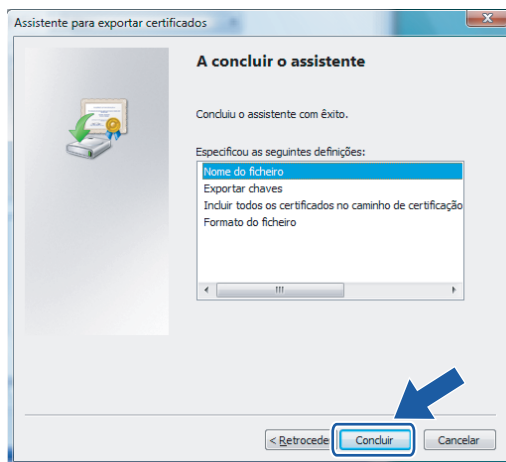 Assistente para exportar certificados
A concluir o assistente
Concluiu o assistente com êxito.
Especificou as seguintes definições:
Nome do ficheiro
Exportar chaves
Incluir todos os certificados no caminho de certificação
Formato do ficheiro
< Retrocede Concluir Cancelar